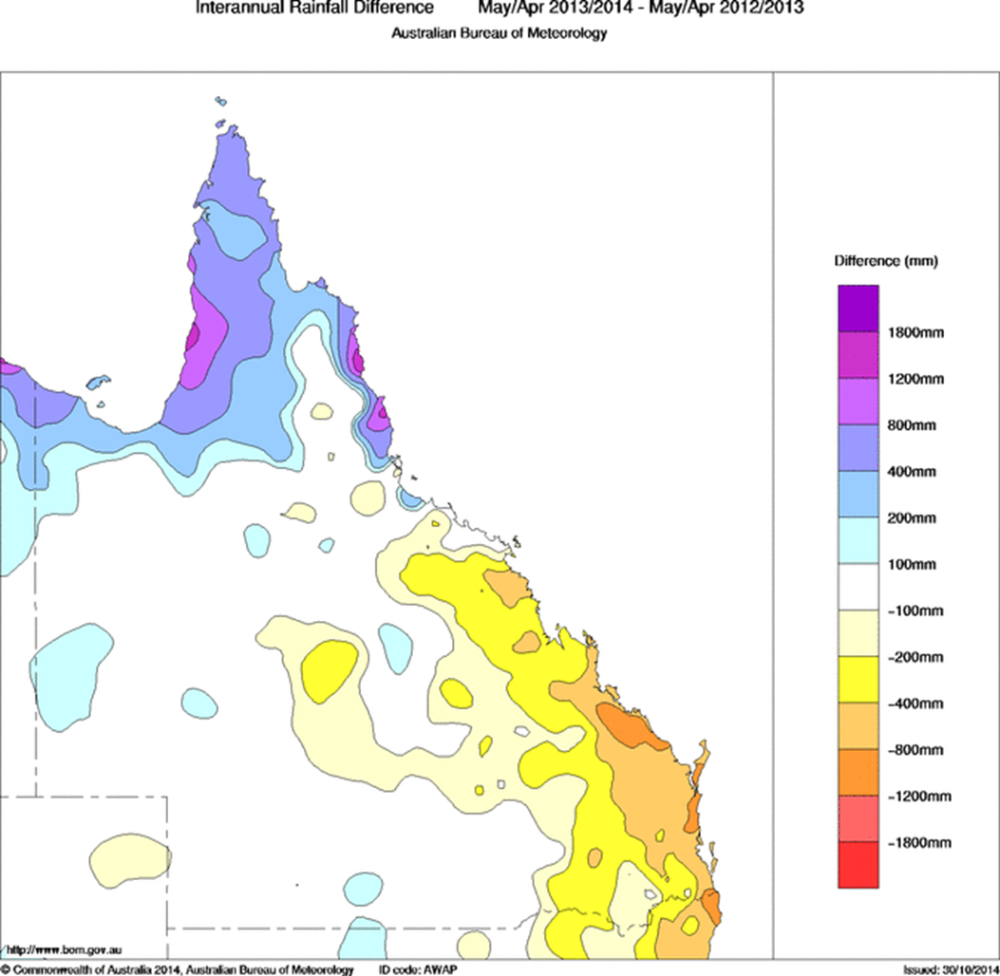 Interannual Rainfall Difference May/Apr 2013/2014 - May/Apr 2012/2013
Australian Bureau of Meteorology
Difference (mm)
1800mm
1200mm
800mm
400mm
200mm
100mm
-100mm
-200mm
-400mm
-800mm
-1200mm
-1800mm
http://www.bom.gov.au
© Commonwealth of Australia 2014, Australian Bureau of Meteorology ID code: AWAP Issued: 30/10/2014